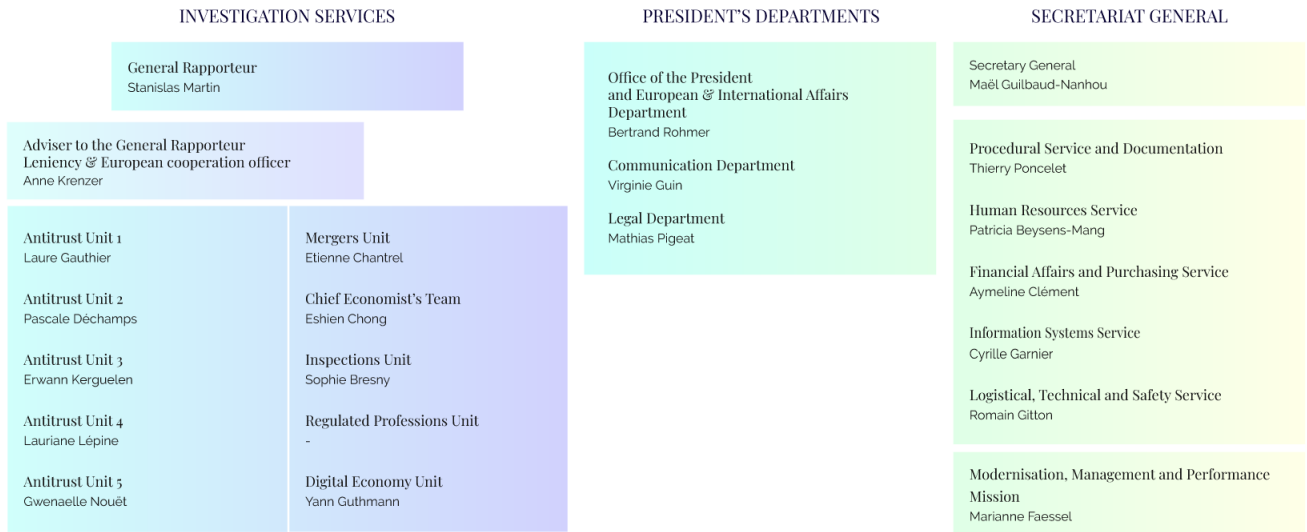 INVESTIGATION SERVICES
General Rapporteur
Stanislas Martin
Adviser to the General Rapporteur
Leniency & European cooperation officer
Anne Krenzer
Antitrust Unit 1
Laure Gauthier
Antitrust Unit 2
Pascale Déchamps
Antitrust Unit 3
Erwann Kerguelen
Antitrust Unit 4
Lauriane Lépine
Antitrust Unit 5
Gwenaelle Nouët
Mergers Unit
Etienne Chantrel
Chief Economist's Team
Eshien Chong
Inspections Unit
Sophie Bresny
Regulated Professions Unit
-
Digital Economy Unit
Yann Guthmann
PRESIDENT'S DEPARTMENTS
Office of the President
and European & International Affairs
Department
Bertrand Rohmer
Communication Department
Virginie Guin
Legal Department
Mathias Pigeat
SECRETARIAT GENERAL
Secretary General
Maël Guilbaud-Nanhou
Procedural Service and Documentation
Thierry Poncelet
Human Resources Service
Patricia Beysens-Mang
Financial Affairs and Purchasing Service
Aymeline Clément
Information Systems Service
Cyrille Garnier
Logistical, Technical and Safety Service
Romain Gitton
Modernisation, Management and Performance
Mission
Marianne Faessel